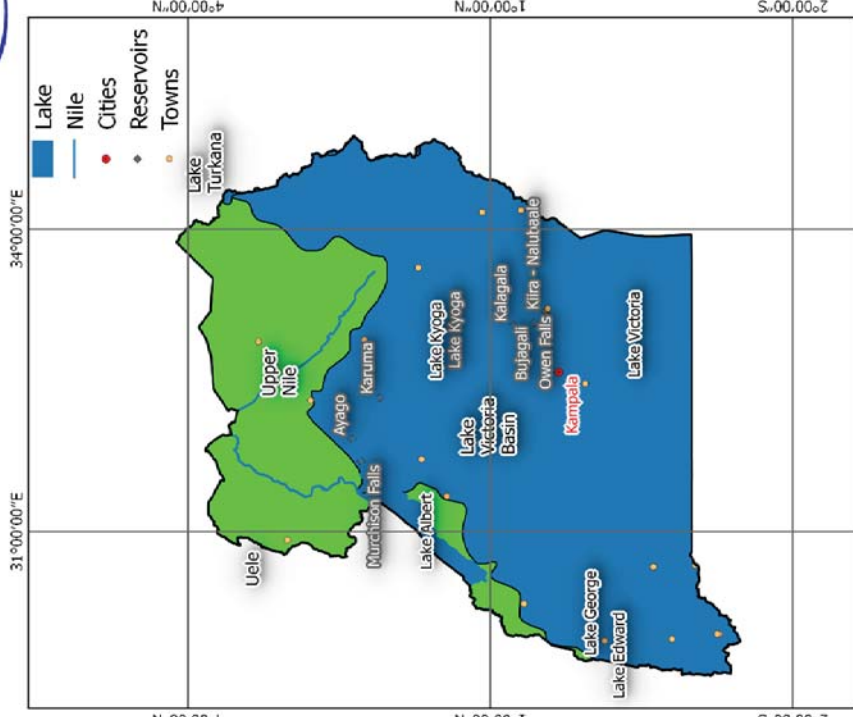 4°00'00"N
1°00'00"N
2°00'00"S
34°00'00"E
31°00'00"E
Lake
Nile
Cities
Reservoirs
Towns
Lake
Turkana
Upper
Nile
Uele
Ayago
Karuma
Murchison Falls
Lake Albert
Lake Kyoga
Lake Kyoga
Lake
Victoria
Basin
Kalagala
Bujagali
Kiira - Nalubaale
Owen Falls
Kampala
Lake Victoria
Lake George
Lake Edward